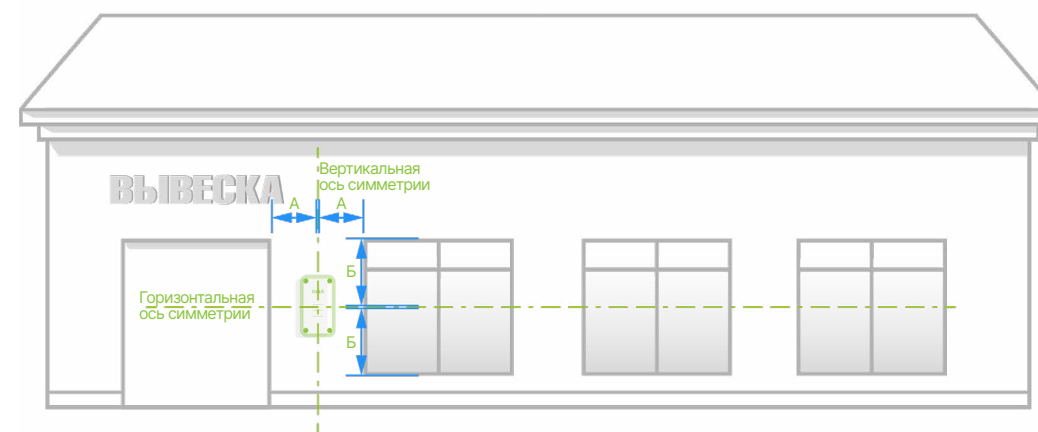 Вертикальная
ось симметрии
ВЫВЕСКА
А
А
Б
Горизонтальная
ось симметрии
Б